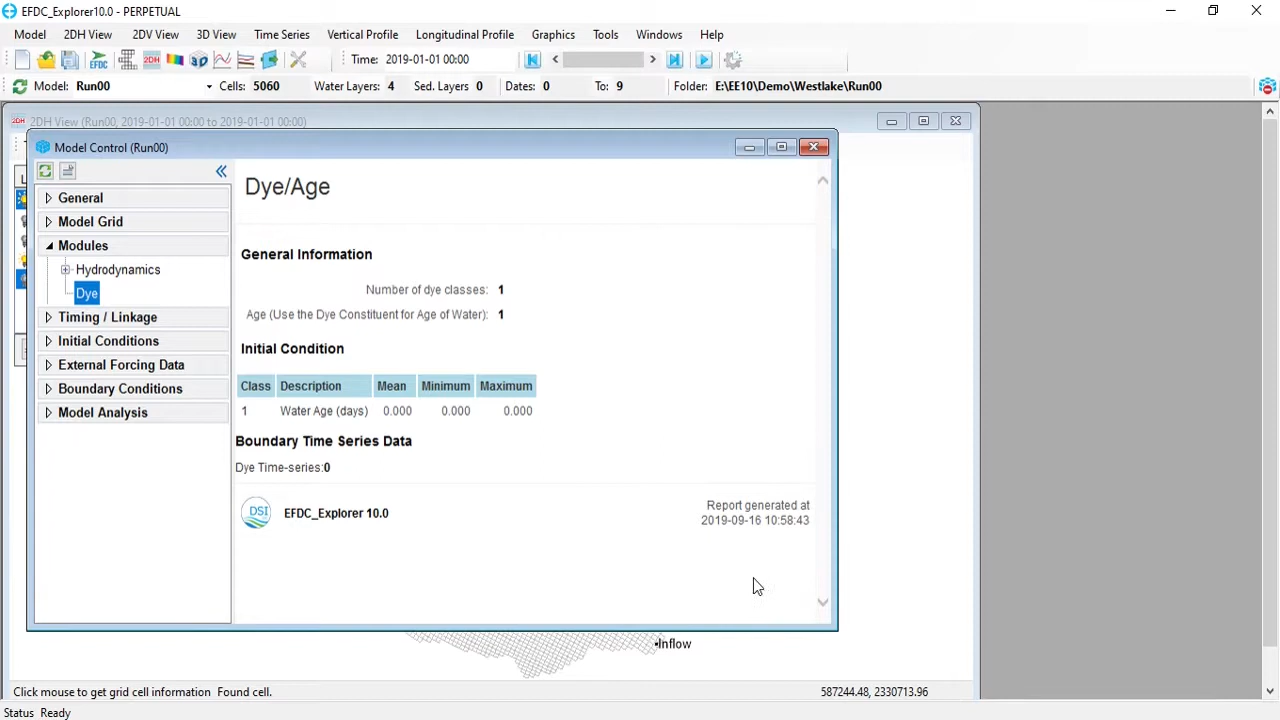 EFDC_Explorer10.0 - PERPETUAL
Model 2DH View 2DV View 3D View Time Series Vertical Profile Longitudinal Profile Graphics Tools Windows Help
EFDC 2DH 3D Time: 2019-01-01 00:00
Model: Run00 Cells: 5060 Water Layers: 4 Sed. Layers 0 Dates: 0 To: 9 Folder: E:\EE10\Demo\Westlake\Run00
2DH View (Run00, 2019-01-01 00:00 to 2019-01-01 00:00)
Model Control (Run00)
General
Model Grid
Modules
Hydrodynamics
Dye
Timing / Linkage
Initial Conditions
External Forcing Data
Boundary Conditions
Model Analysis
Dye/Age
General Information
Number of dye classes: 1
Age (Use the Dye Constituent for Age of Water): 1
Initial Condition
Class Description Mean Minimum Maximum
1 Water Age (days) 0.000 0.000 0.000
Boundary Time Series Data
Dye Time-series:0
DSI EFDC_Explorer 10.0
Report generated at
2019-09-16 10:58:43
Inflow
Click mouse to get grid cell information Found cell. 587244.48, 2330713.96
Status Ready